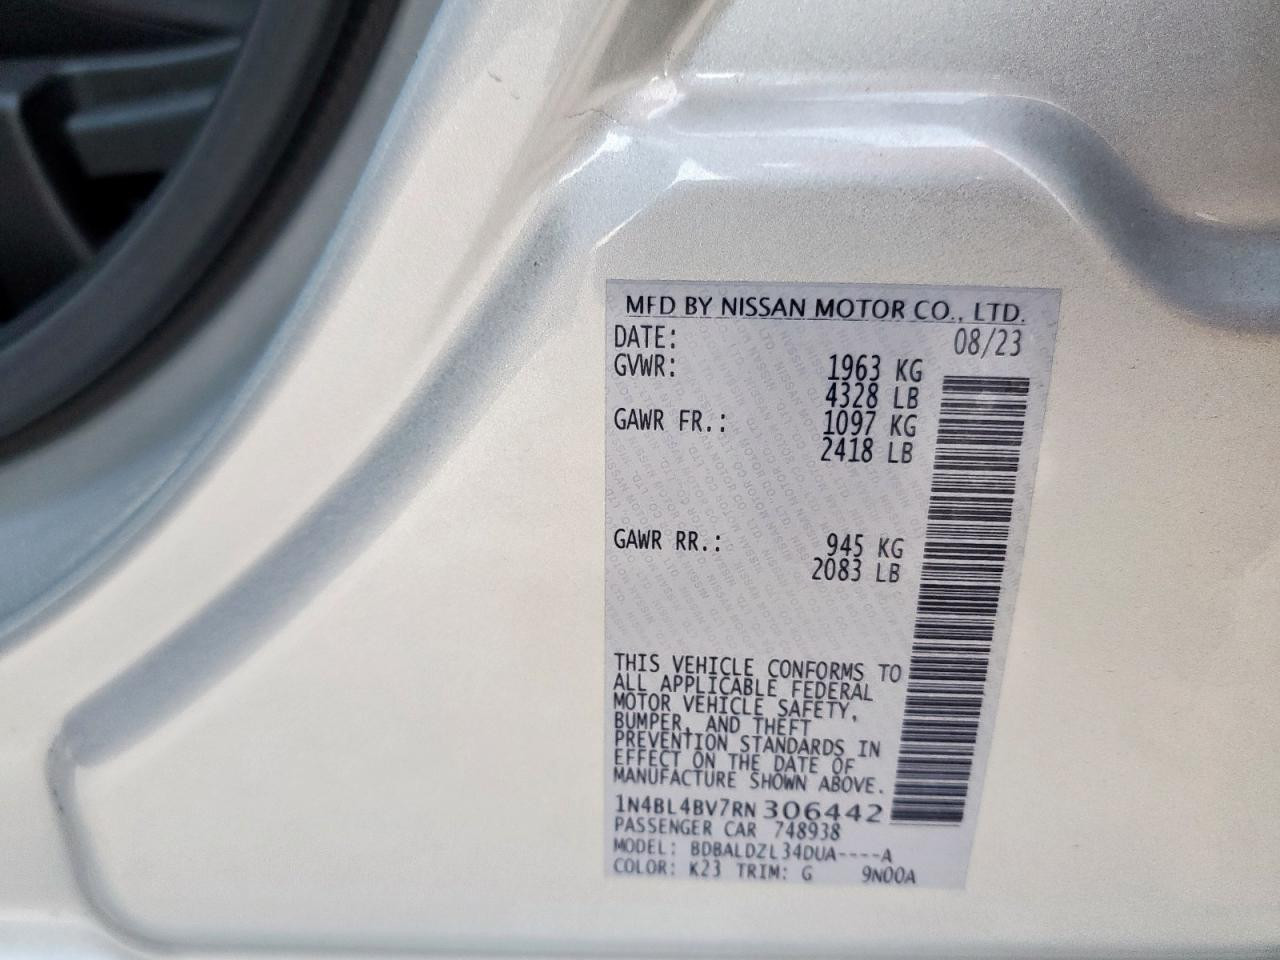 MFD BY NISSAN MOTOR CO., LTD.
DATE: 08/23
GVWR: 1963 KG
4328 LB
GAWR FR.: 1097 KG
2418 LB
GAWR RR.: 945 KG
2083 LB
THIS VEHICLE CONFORMS TO
ALL APPLICABLE FEDERAL
MOTOR VEHICLE SAFETY,
BUMPER, AND THEFT
PREVENTION STANDARDS IN
EFFECT ON THE DATE OF
MANUFACTURE SHOWN ABOVE.
1N4BL4BV7RN306442
PASSENGER CAR 748938
MODEL: BDBALDZL34DUA----A
COLOR: K23 TRIM: G 9N00A